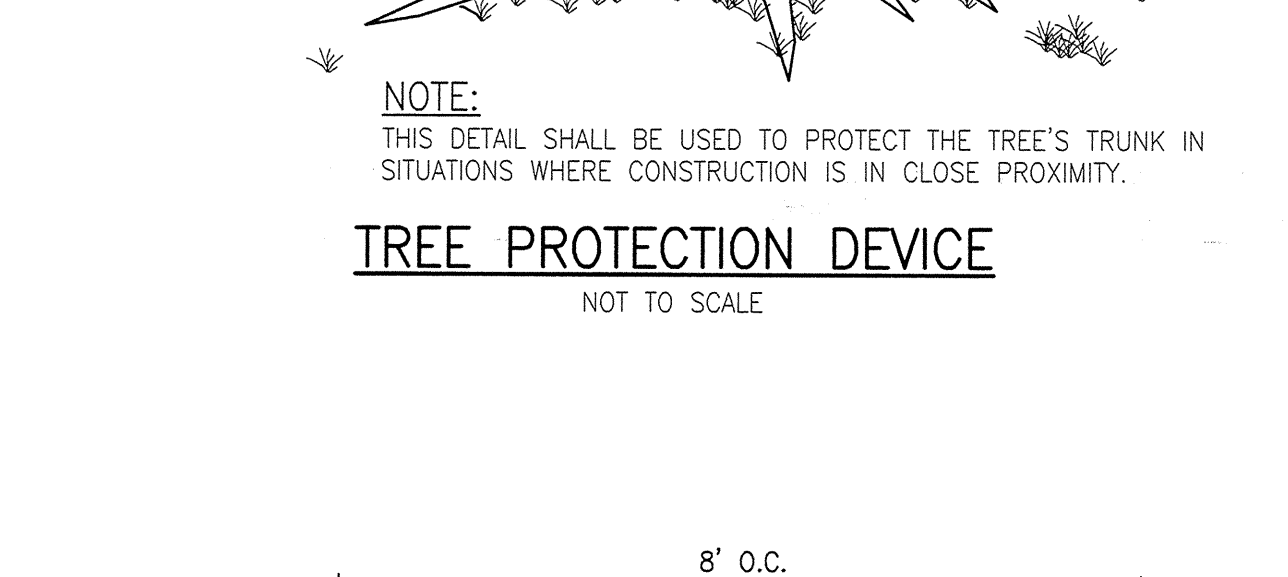 NOTE:
THIS DETAIL SHALL BE USED TO PROTECT THE TREE'S TRUNK IN
SITUATIONS WHERE CONSTRUCTION IS IN CLOSE PROXIMITY.
TREE PROTECTION DEVICE
NOT TO SCALE
8' O.C.